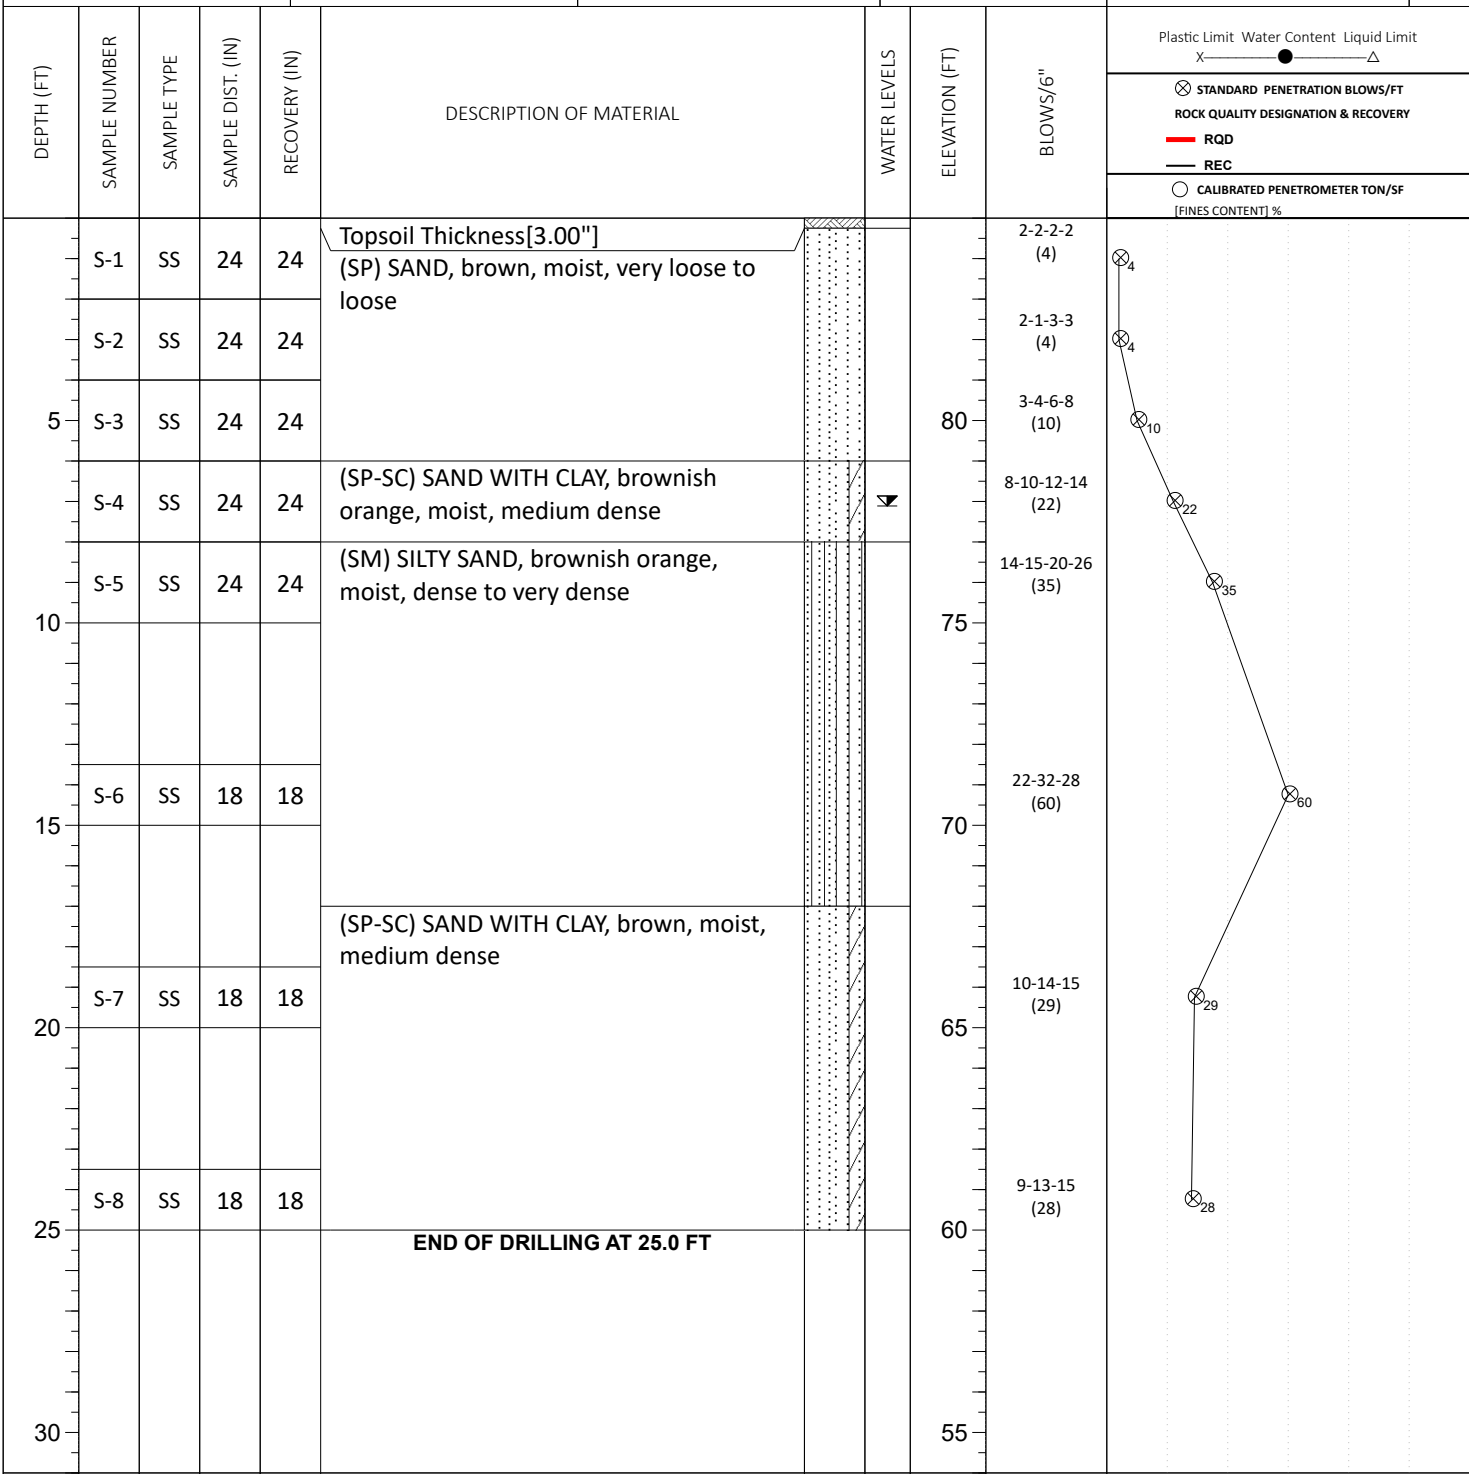 DEPTH (FT)
SAMPLE NUMBER
SAMPLE TYPE
SAMPLE DIST. (IN)
RECOVERY (IN)
DESCRIPTION OF MATERIAL
WATER LEVELS
ELEVATION (FT)
BLOWS/6"
Plastic Limit Water Content Liquid Limit
X
STANDARD PENETRATION BLOWS/FT
ROCK QUALITY DESIGNATION & RECOVERY
RQD
REC
CALIBRATED PENETROMETER TON/SF
[FINES CONTENT] %
Topsoil Thickness[3.00"]
S-1 SS 24 24
(SP) SAND, brown, moist, very loose to
loose
2-2-2-2
(4)
4
S-2 SS 24 24
2-1-3-3
(4)
4
5
S-3 SS 24 24
80
3-4-6-8
(10)
10
S-4 SS 24 24
(SP-SC) SAND WITH CLAY, brownish
orange, moist, medium dense
8-10-12-14
(22)
22
S-5 SS 24 24
(SM) SILTY SAND, brownish orange,
moist, dense to very dense
14-15-20-26
(35)
35
10
75
S-6 SS 18 18
22-32-28
(60)
60
15
70
(SP-SC) SAND WITH CLAY, brown, moist,
medium dense
S-7 SS 18 18
10-14-15
(29)
29
20
65
S-8 SS 18 18
9-13-15
(28)
28
25
60
END OF DRILLING AT 25.0 FT
30
55